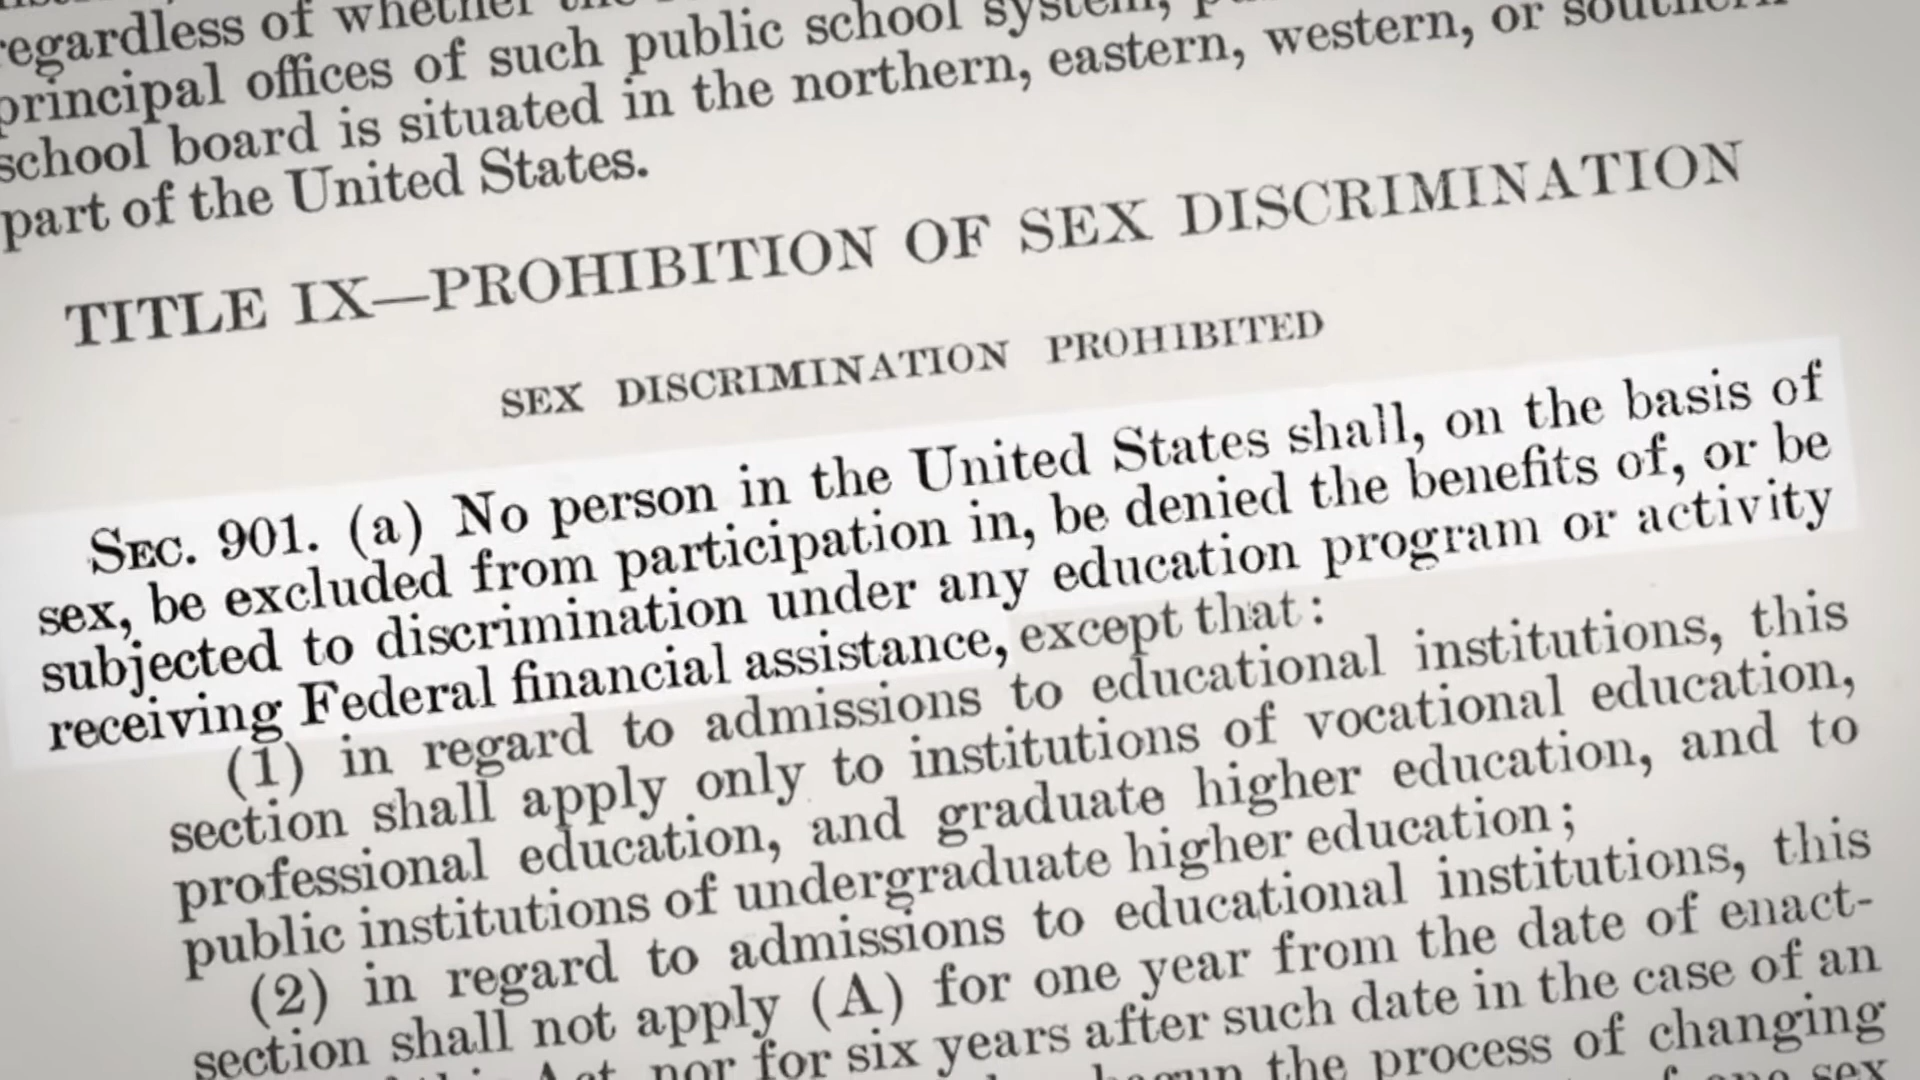 regardless of whether the
principal offices of such public school system,
school board is situated in the northern, eastern, western, or southern
part of the United States.
TITLE IX—PROHIBITION OF SEX DISCRIMINATION
SEX DISCRIMINATION PROHIBITED
SEC. 901. (a) No person in the United States shall, on the basis of
sex, be excluded from participation in, be denied the benefits of, or be
subjected to discrimination under any education program or activity
receiving Federal financial assistance, except that:
(1) in regard to admissions to educational institutions, this
section shall apply only to institutions of vocational education,
professional education, and graduate higher education, and to
public institutions of undergraduate higher education;
(2) in regard to admissions to educational institutions, this
section shall not apply (A) for one year from the date of enact-
Act, nor for six years after such date in the case of an
begun the process of changing
one sex